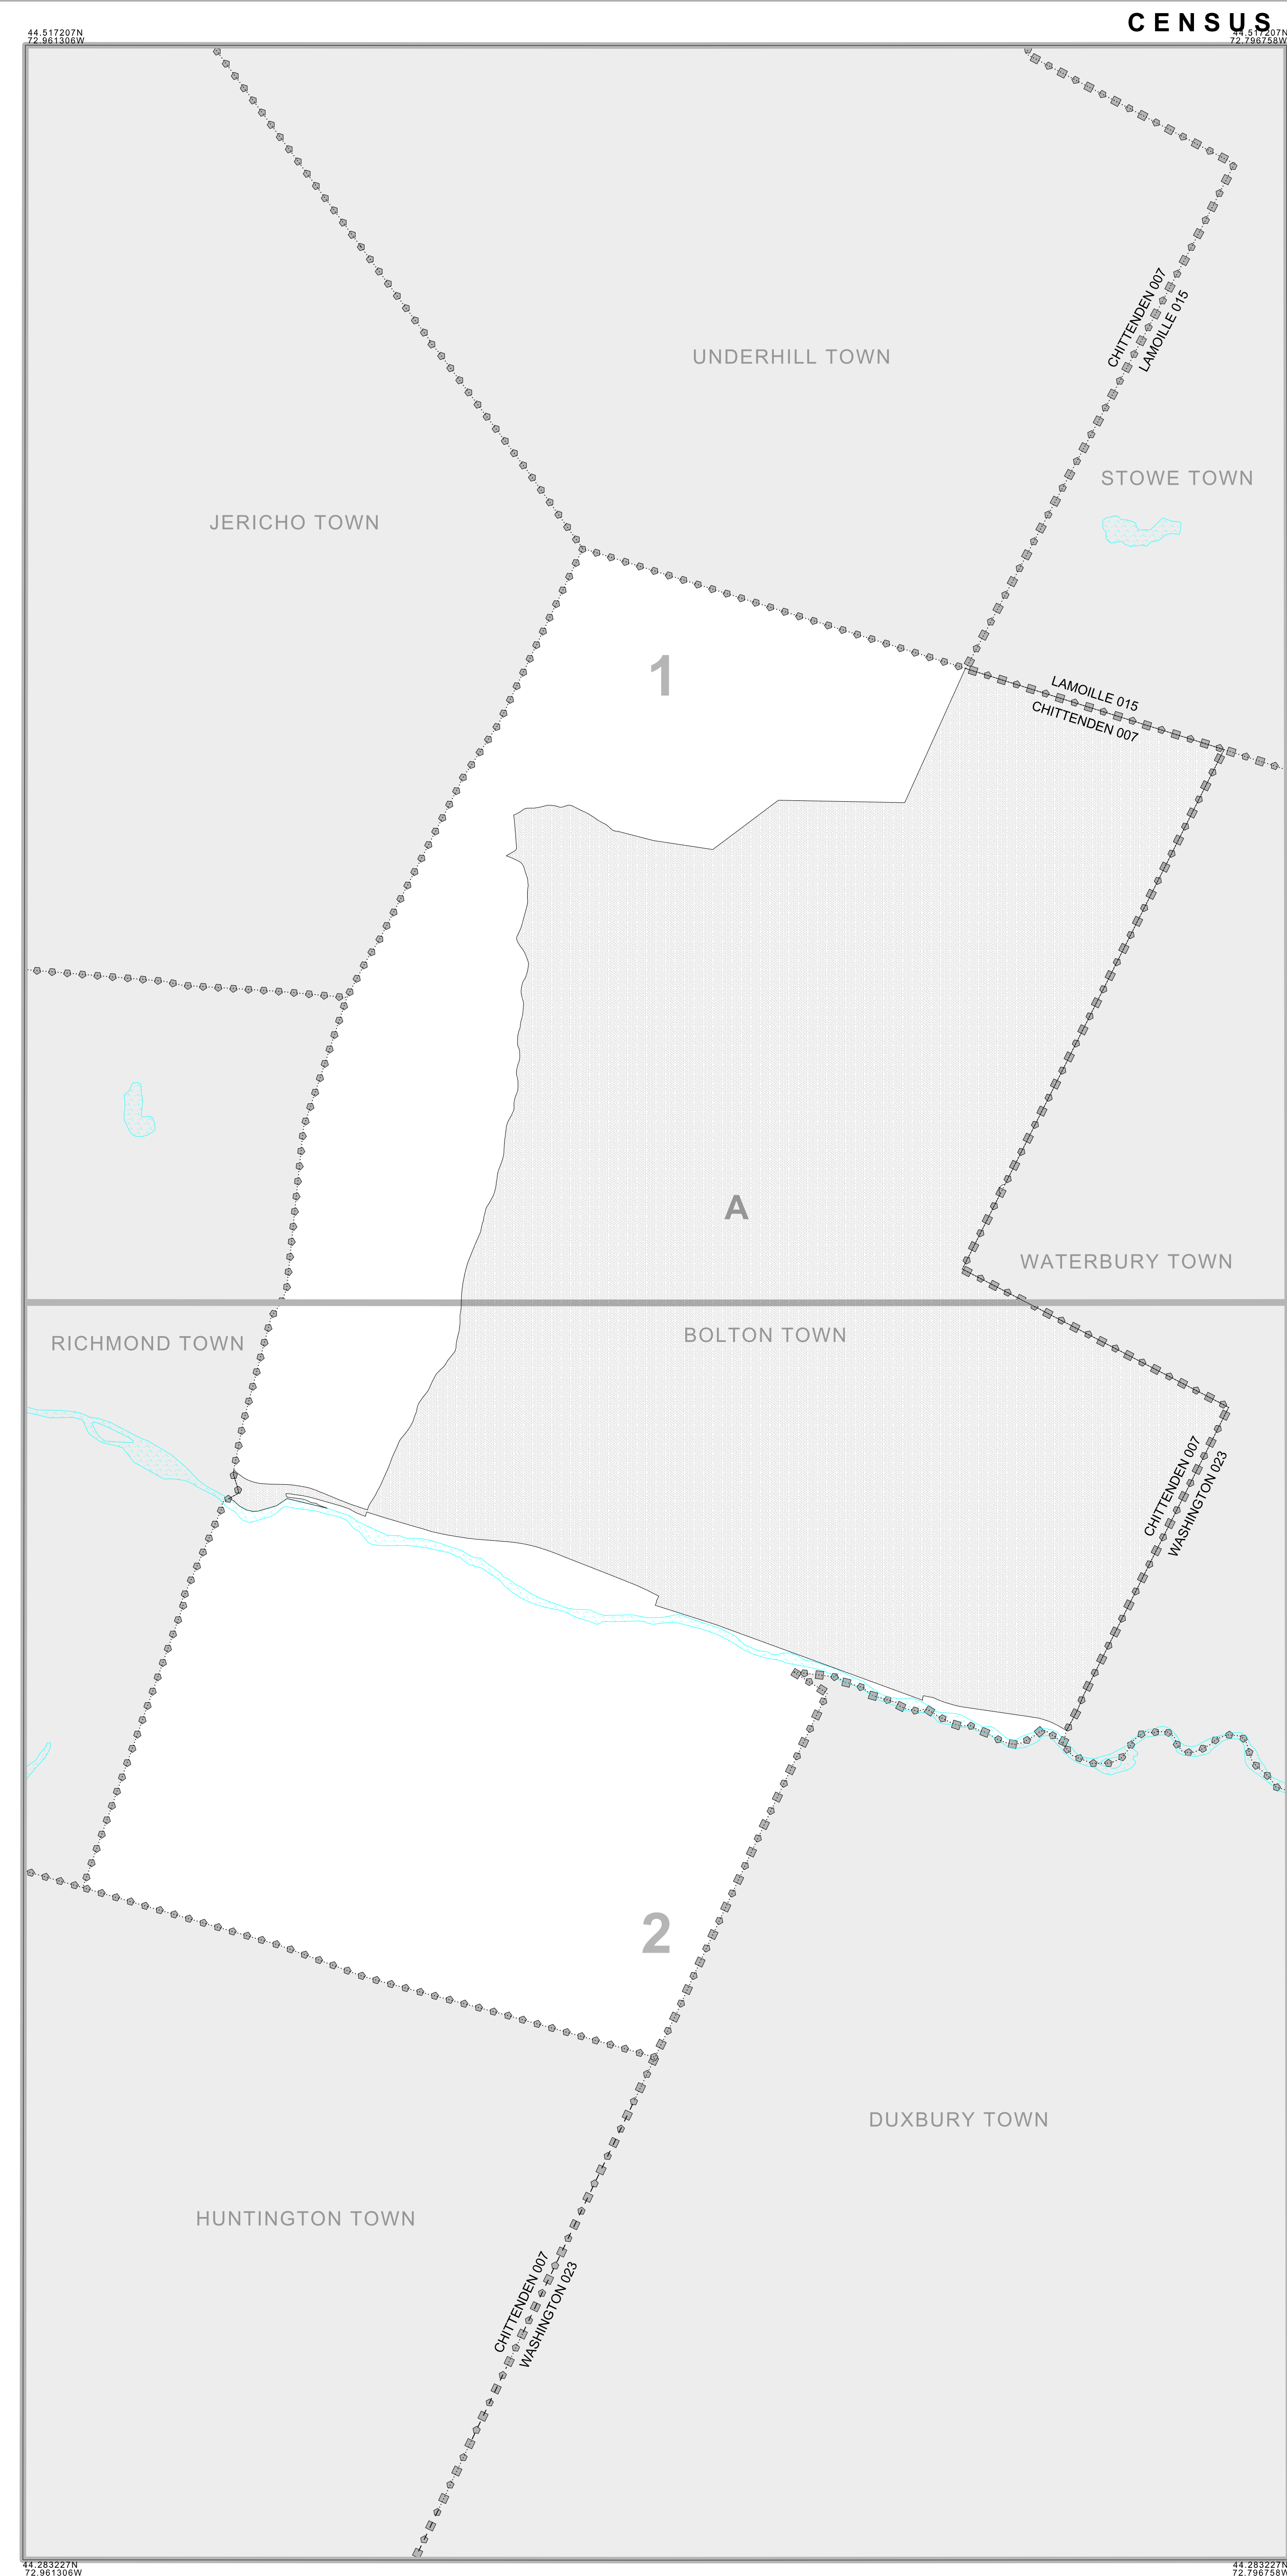 CENSUS
44.517207N
72.961306W
44.517207N
72.796758W
CHITTENDEN 007
LAMOILLE 015
UNDERHILL TOWN
STOWE TOWN
JERICHO TOWN
1
LAMOILLE 015
CHITTENDEN 007
A
WATERBURY TOWN
BOLTON TOWN
RICHMOND TOWN
CHITTENDEN 007
WASHINGTON 023
2
DUXBURY TOWN
HUNTINGTON TOWN
CHITTENDEN 007
WASHINGTON 023
44.283227N
72.961306W
44.283227N
72.796758W